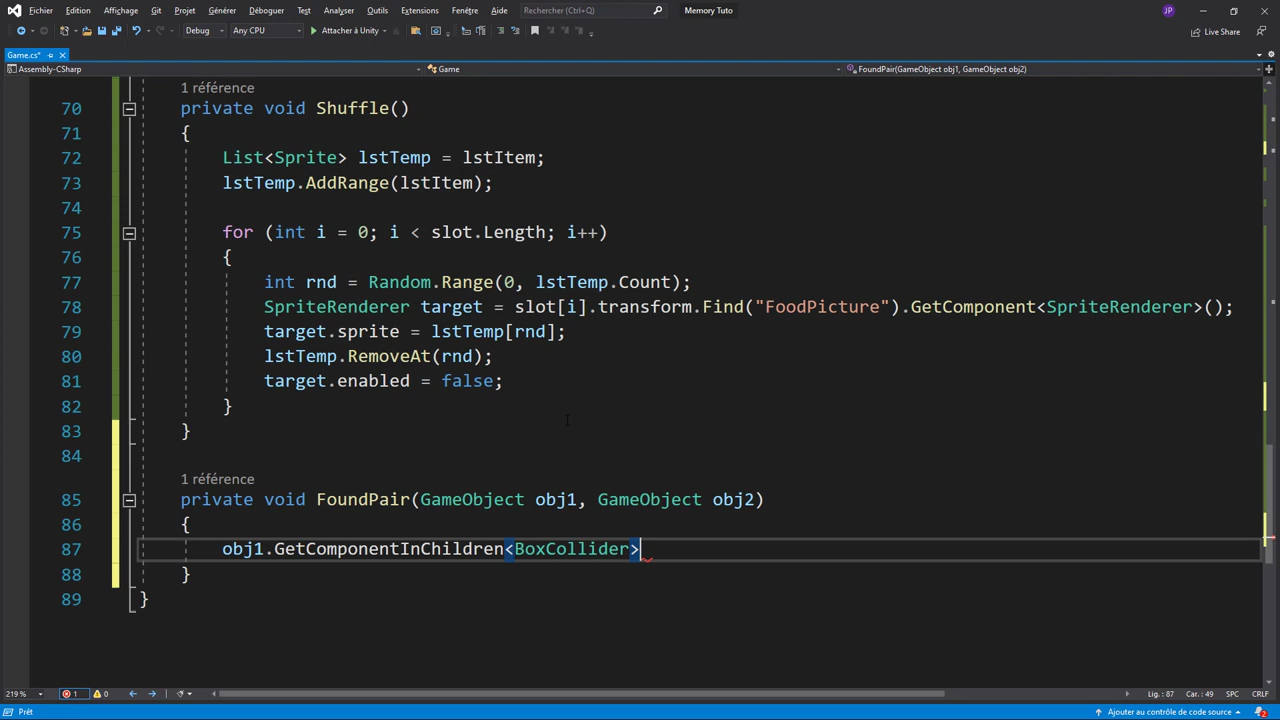 Fichier Edition Affichage Git Projet Générer Déboguer Test Analyser Outils Extensions Fenêtre Aide Rechercher (Ctrl+Q) Memory Tuto JP
Debug Any CPU Attacher à Unity Live Share
Game.cs*
Assembly-CSharp Game FoundPair(GameObject obj1, GameObject obj2)
1 référence
70 private void Shuffle()
71 {
72 List<Sprite> lstTemp = lstItem;
73 lstTemp.AddRange(lstItem);
74
75 for (int i = 0; i < slot.Length; i++)
76 {
77 int rnd = Random.Range(0, lstTemp.Count);
78 SpriteRenderer target = slot[i].transform.Find("FoodPicture").GetComponent<SpriteRenderer>();
79 target.sprite = lstTemp[rnd];
80 lstTemp.RemoveAt(rnd);
81 target.enabled = false;
82 }
83 }
84
1 référence
85 private void FoundPair(GameObject obj1, GameObject obj2)
86 {
87 obj1.GetComponentInChildren<BoxCollider>
88 }
89 }
219 % 1 0 Lig. : 87 Car. : 49 SPC CRLF
Prêt Ajouter au contrôle de code source 2